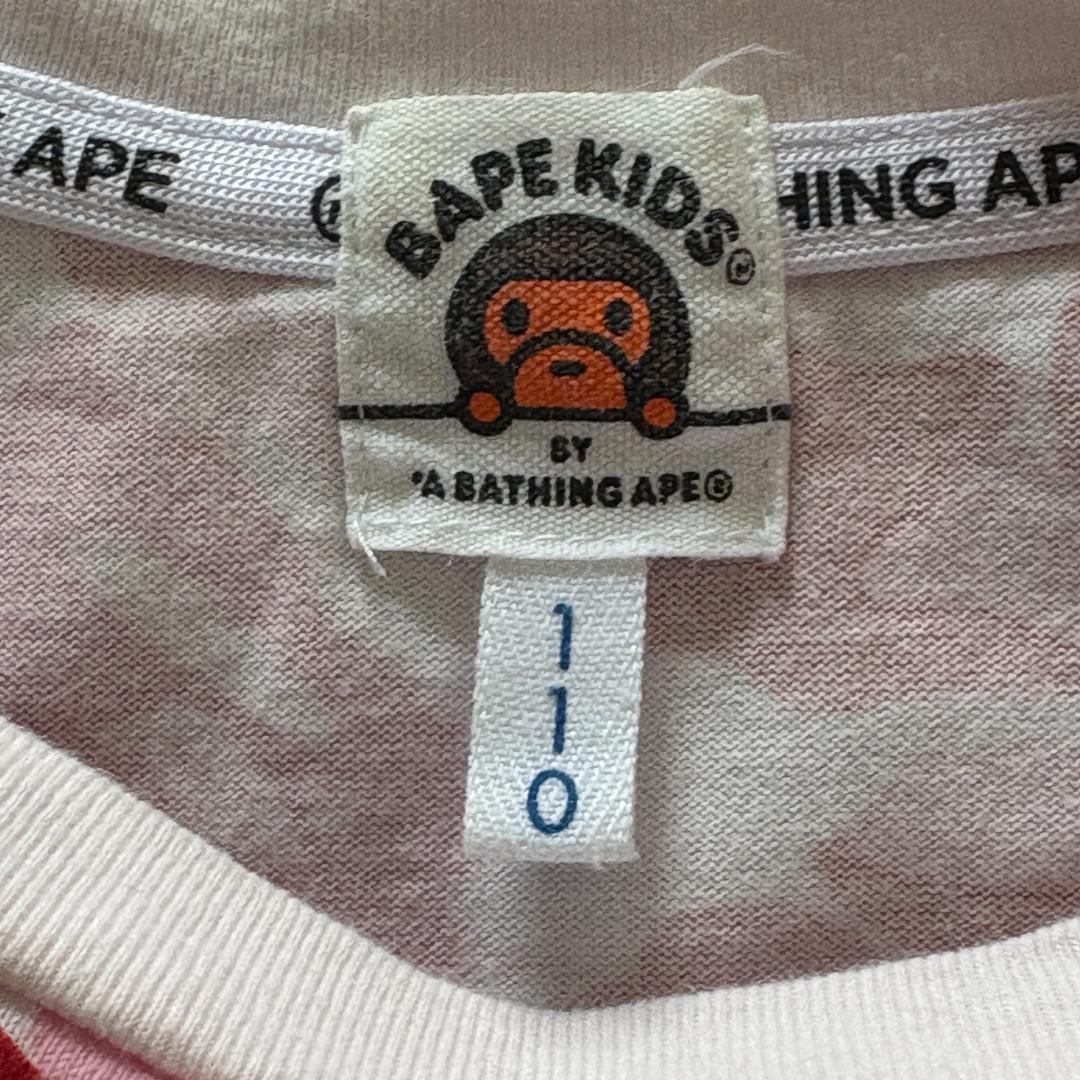 APE
HING AP
BAPE KIDS®
BY
*A BATHING APE®
110